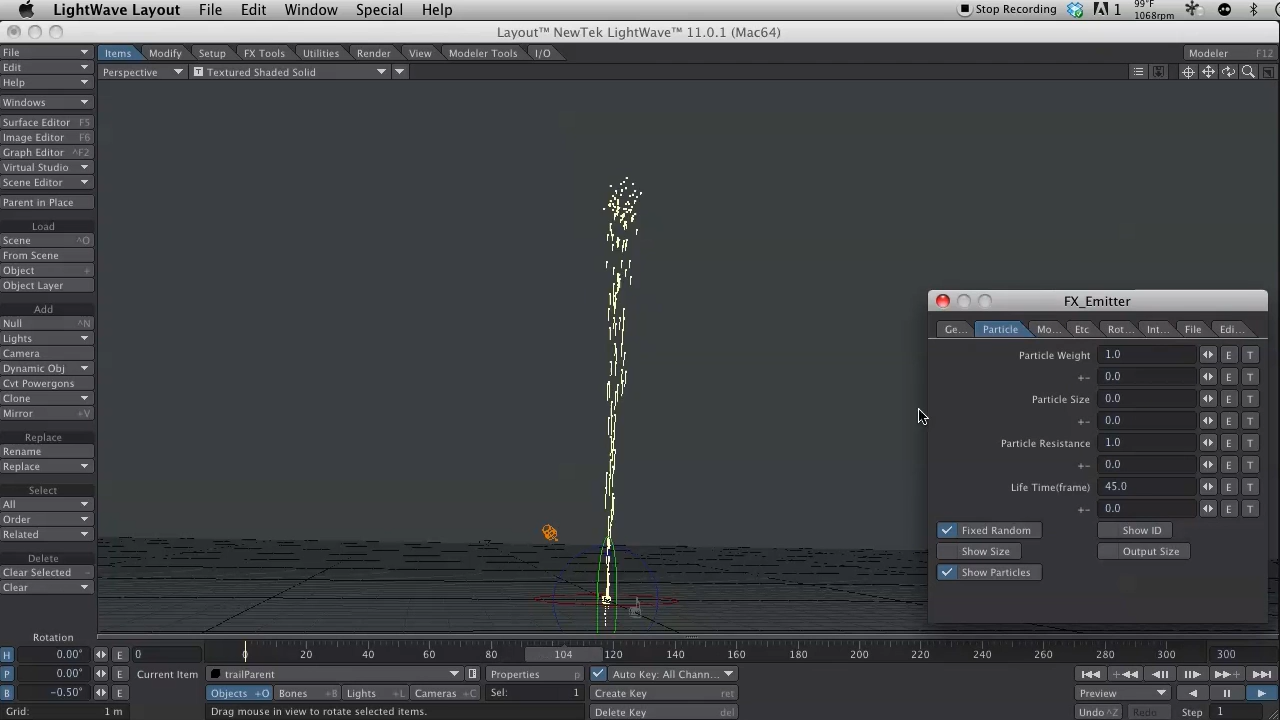 LightWave Layout File Edit Window Special Help Stop Recording 1 99°F 1068rpm
Layout™ NewTek LightWave™ 11.0.1 (Mac64)
File Items Modify Setup FX Tools Utilities Render View Modeler Tools I/O Modeler F12
Edit Perspective T Textured Shaded Solid
Help
Windows
Surface Editor F5
Image Editor F6
Graph Editor ^F2
Virtual Studio
Scene Editor
Parent in Place
Load
Scene ^O
From Scene
Object +
Object Layer
Add
Null ^N
Lights
Camera
Dynamic Obj
Cvt Powergons
Clone
Mirror +V
Replace
Rename
Replace
Select
All
Order
Related
Delete
Clear Selected -
Clear
FX_Emitter
Ge... Particle Mo... Etc Rot... Int... File Edi...
Particle Weight 1.0 E T
+- 0.0 E T
Particle Size 0.0 E T
+- 0.0 E T
Particle Resistance 1.0 E T
+- 0.0 E T
Life Time(frame) 45.0 E T
+- 0.0 E T
Fixed Random Show ID
Show Size Output Size
Show Particles
Rotation
H 0.00° E 0 0 20 40 60 80 104 120 140 160 180 200 220 240 260 280 300 300
P 0.00° E Current Item trailParent Properties p Auto Key: All Chann...
B -0.50° E Objects +O Bones +B Lights +L Cameras +C Sel: 1 Create Key ret Preview
Grid: 1 m Drag mouse in view to rotate selected items. Delete Key del Undo ^Z Redo Step 1